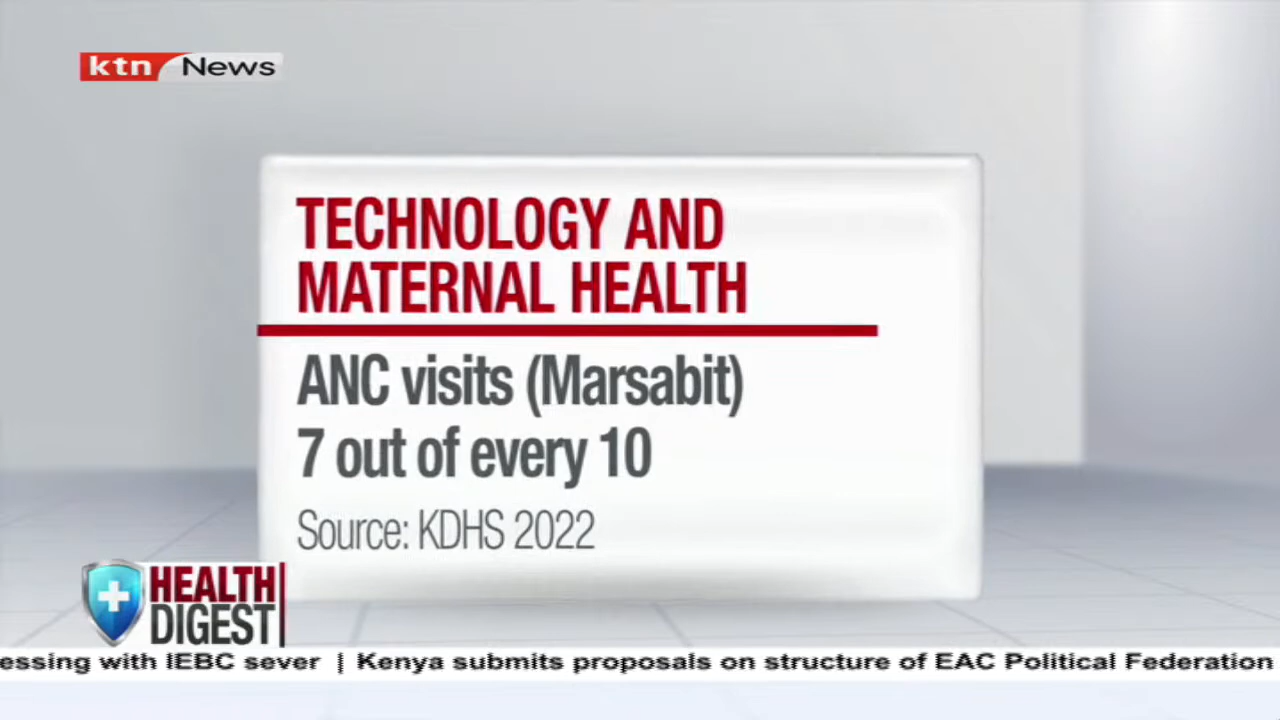 ktn News
TECHNOLOGY AND
MATERNAL HEALTH
ANC visits (Marsabit)
7 out of every 10
Source: KDHS 2022
HEALTH
DIGEST
essing with IEBC sever | Kenya submits proposals on structure of EAC Political Federation